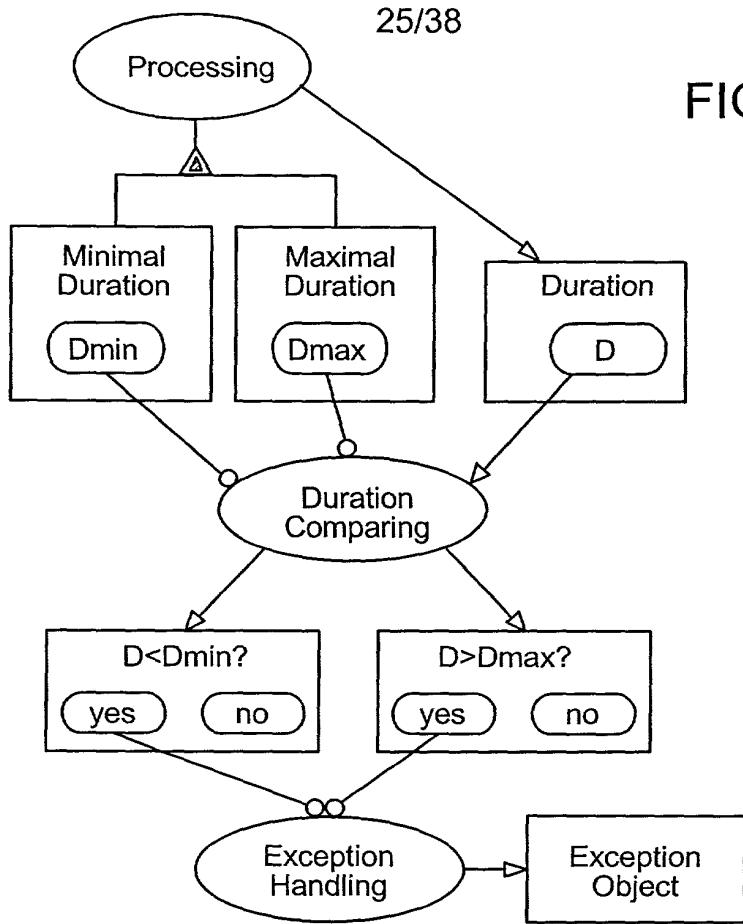 25/38
FIG
Processing
Minimal
Duration
Dmin
Maximal
Duration
Dmax
Duration
D
Duration
Comparing
D<Dmin?
yes no
D>Dmax?
yes no
Exception
Handling
Exception
Object